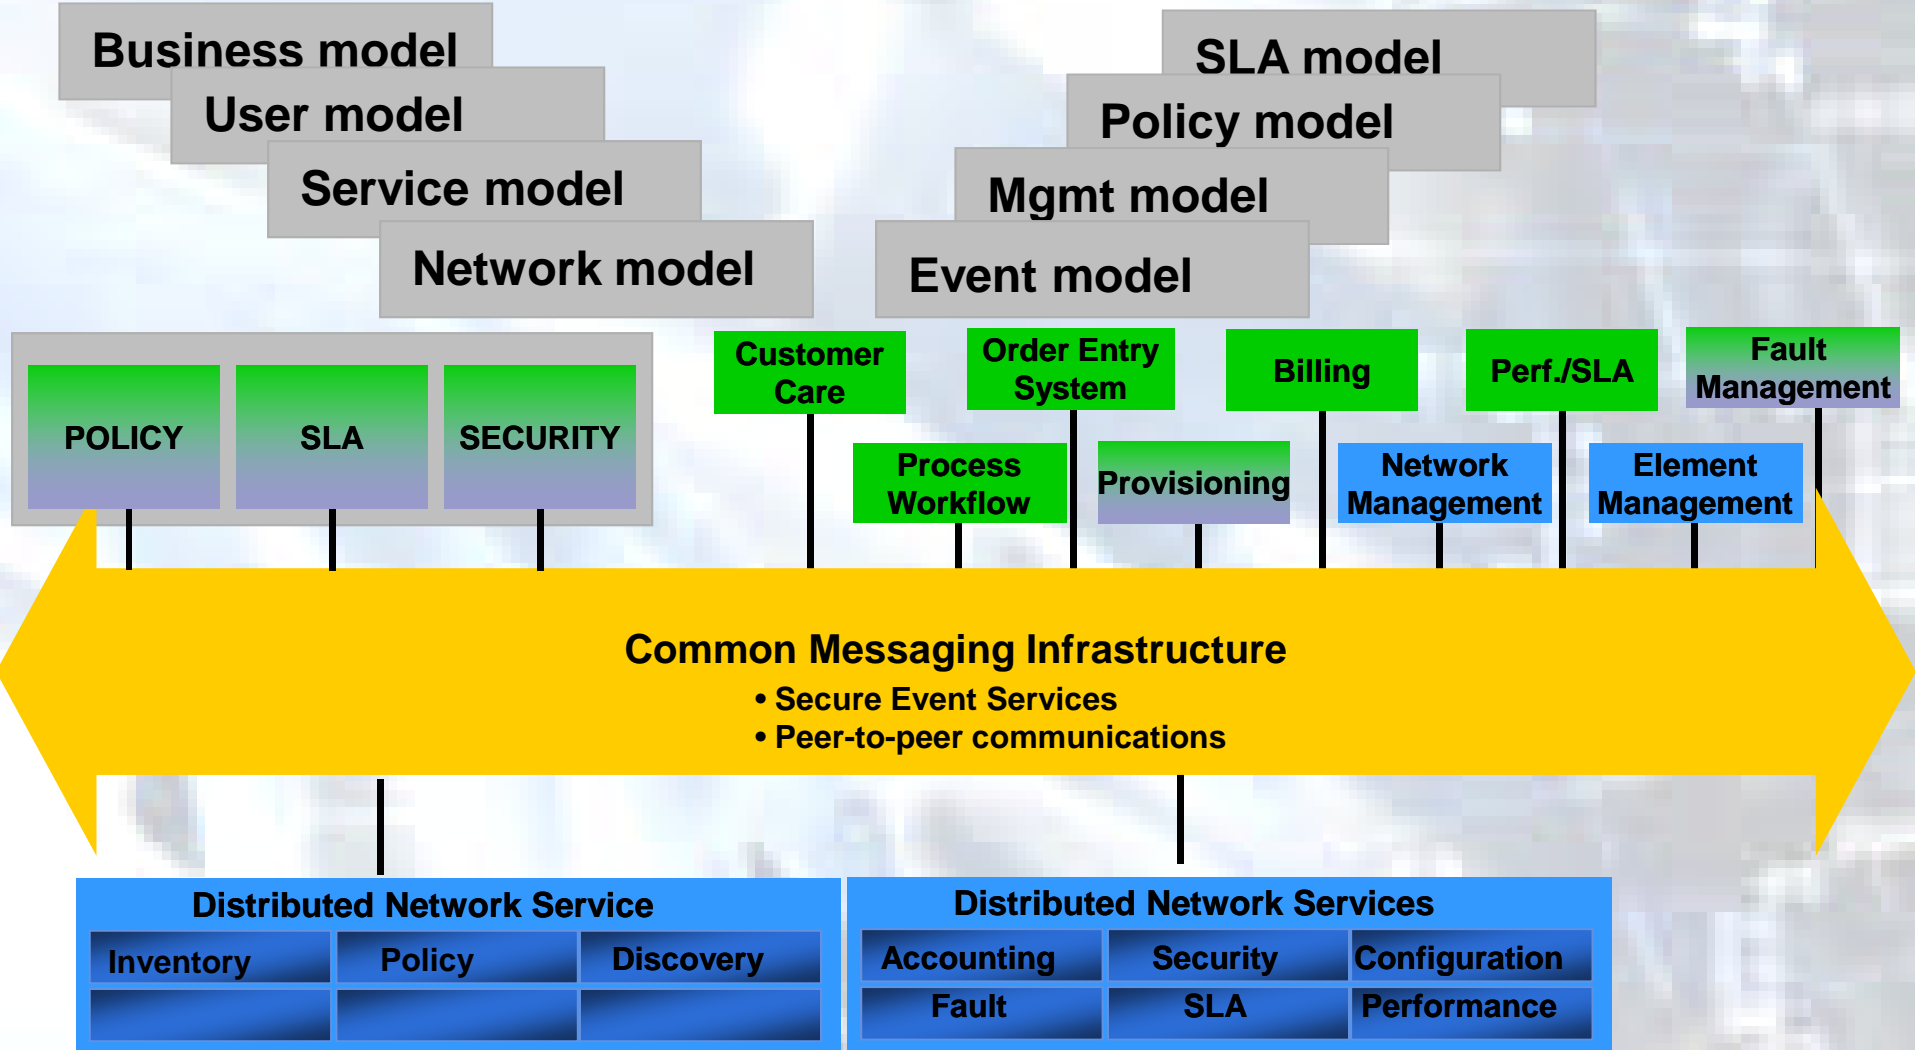 Business model
User model
Service model
Network model
SLA model
Policy model
Mgmt model
Event model
POLICY
SLA
SECURITY
Customer
Care
Order Entry
System
Billing
Perf./SLA
Fault
Management
Process
Workflow
Provisioning
Network
Management
Element
Management
Common Messaging Infrastructure
• Secure Event Services
• Peer-to-peer communications
Distributed Network Service
Inventory
Policy
Discovery
Distributed Network Services
Accounting
Security
Configuration
Fault
SLA
Performance